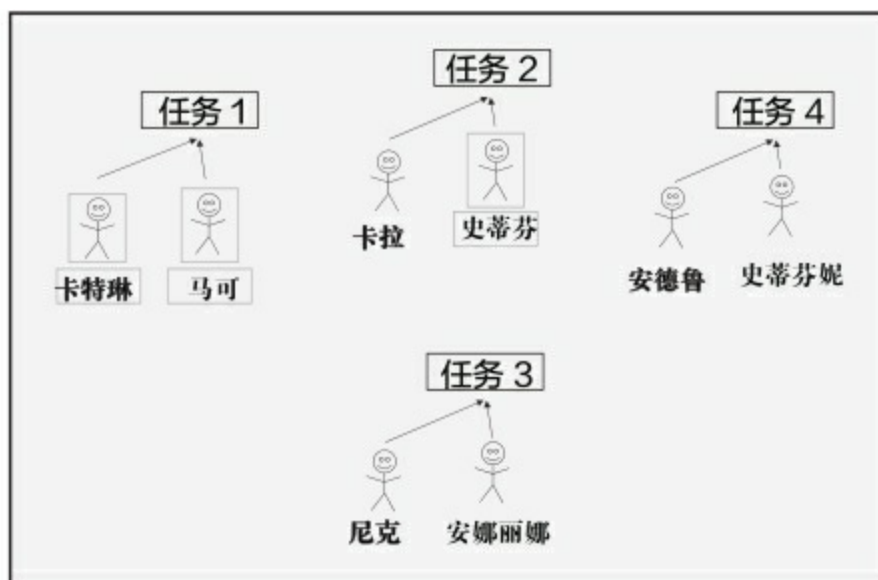 任务 1
卡特琳
马可
任务 2
卡拉
史蒂芬
任务 4
安德鲁
史蒂芬妮
任务 3
尼克
安娜丽娜